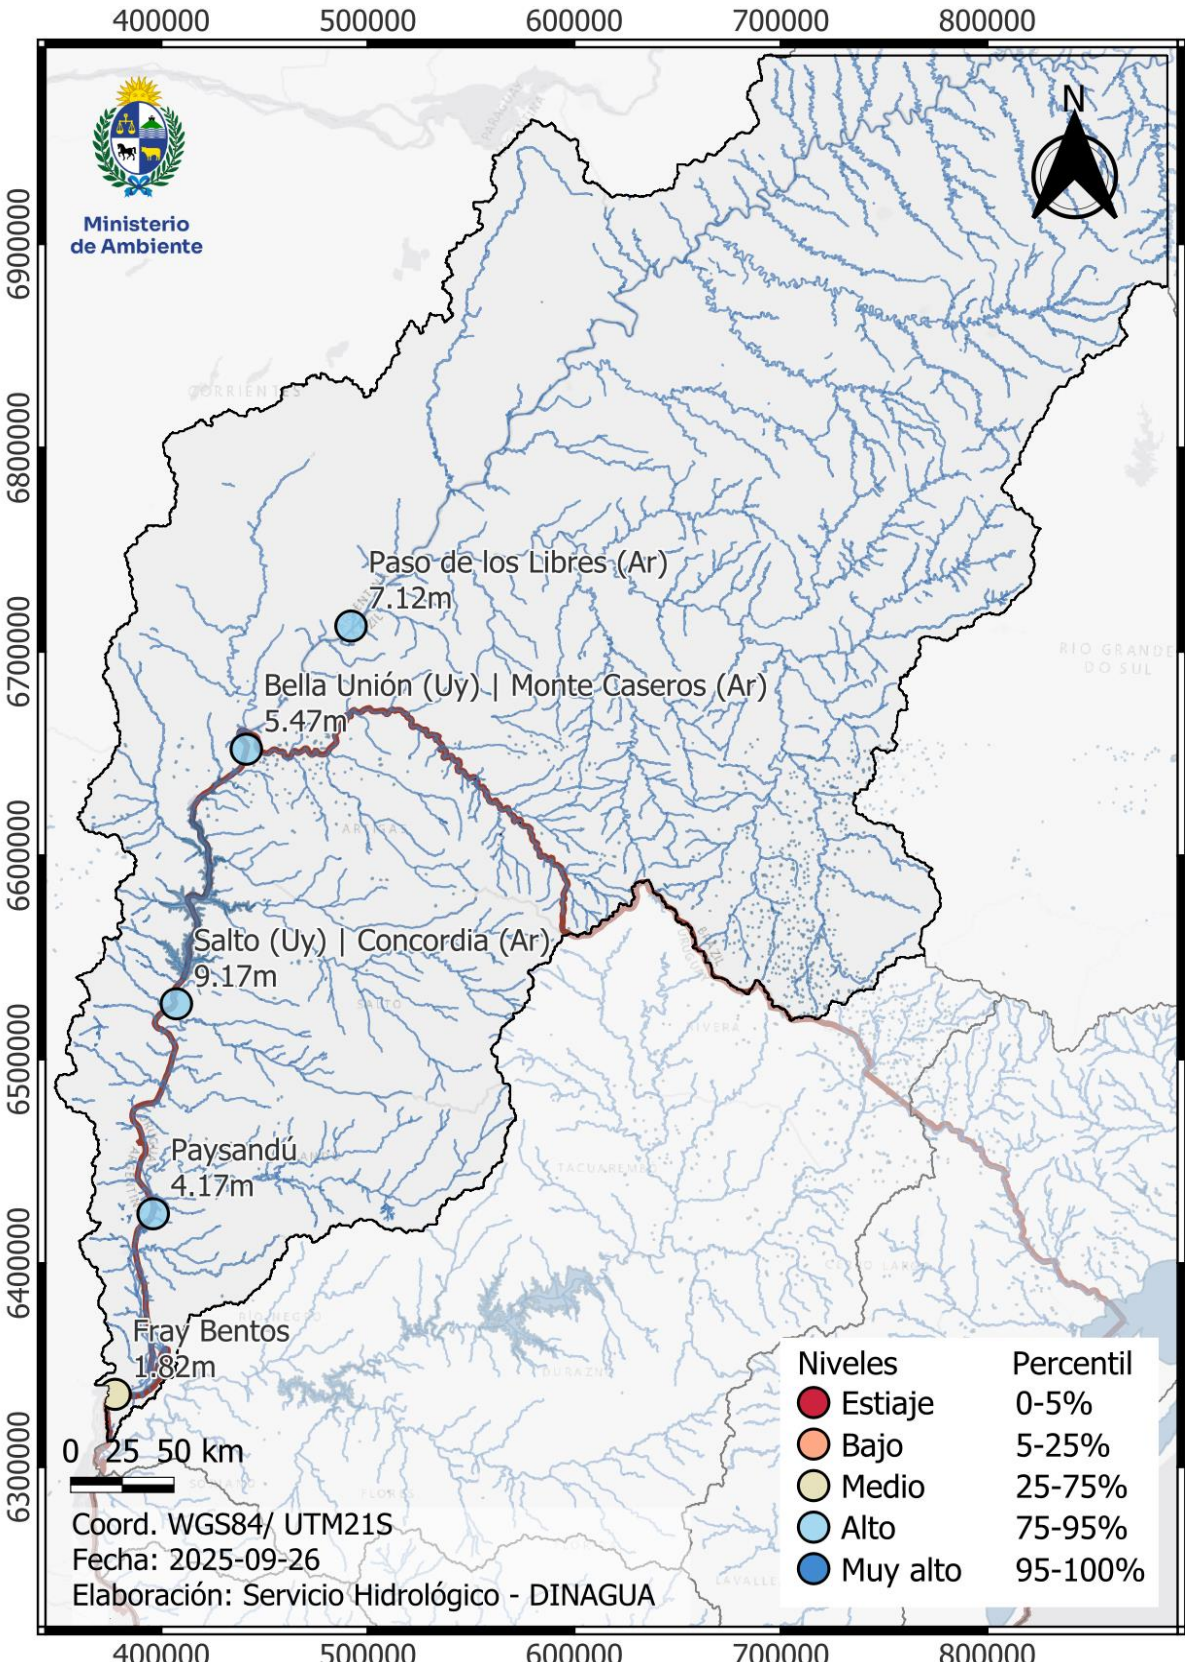 400000 500000 600000 700000 800000
Ministerio
de Ambiente
N
6900000
6800000
6700000
6600000
6500000
6400000
6300000
CORRIENTES
Paso de los Libres (Ar)
7.12m
RIO GRANDE
DO SUL
Bella Unión (Uy) | Monte Caseros (Ar)
5.47m
ARTIGAS
Salto (Uy) | Concordia (Ar)
9.17m
SALTO
BRAZIL
URUGUAY
RIVERA
Paysandú
4.17m
TACUAREMBÓ
CERRO LARGO
RIO NEGRO
Fray Bentos
1.82m
DURAZNO
0 25 50 km
SORIANO
FLORES
LAVALLEJA
Coord. WGS84/ UTM21S
Fecha: 2025-09-26
Elaboración: Servicio Hidrológico - DINAGUA
Niveles Percentil
Estiaje 0-5%
Bajo 5-25%
Medio 25-75%
Alto 75-95%
Muy alto 95-100%
400000 500000 600000 700000 800000